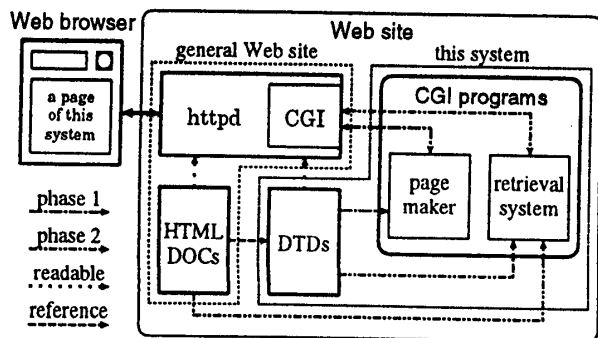 Web browser
Web site
general Web site
this system
a page
of this
system
httpd
CGI
CGI programs
page
maker
retrieval
system
HTML
DOCs
DTDs
phase 1
phase 2
readable
reference